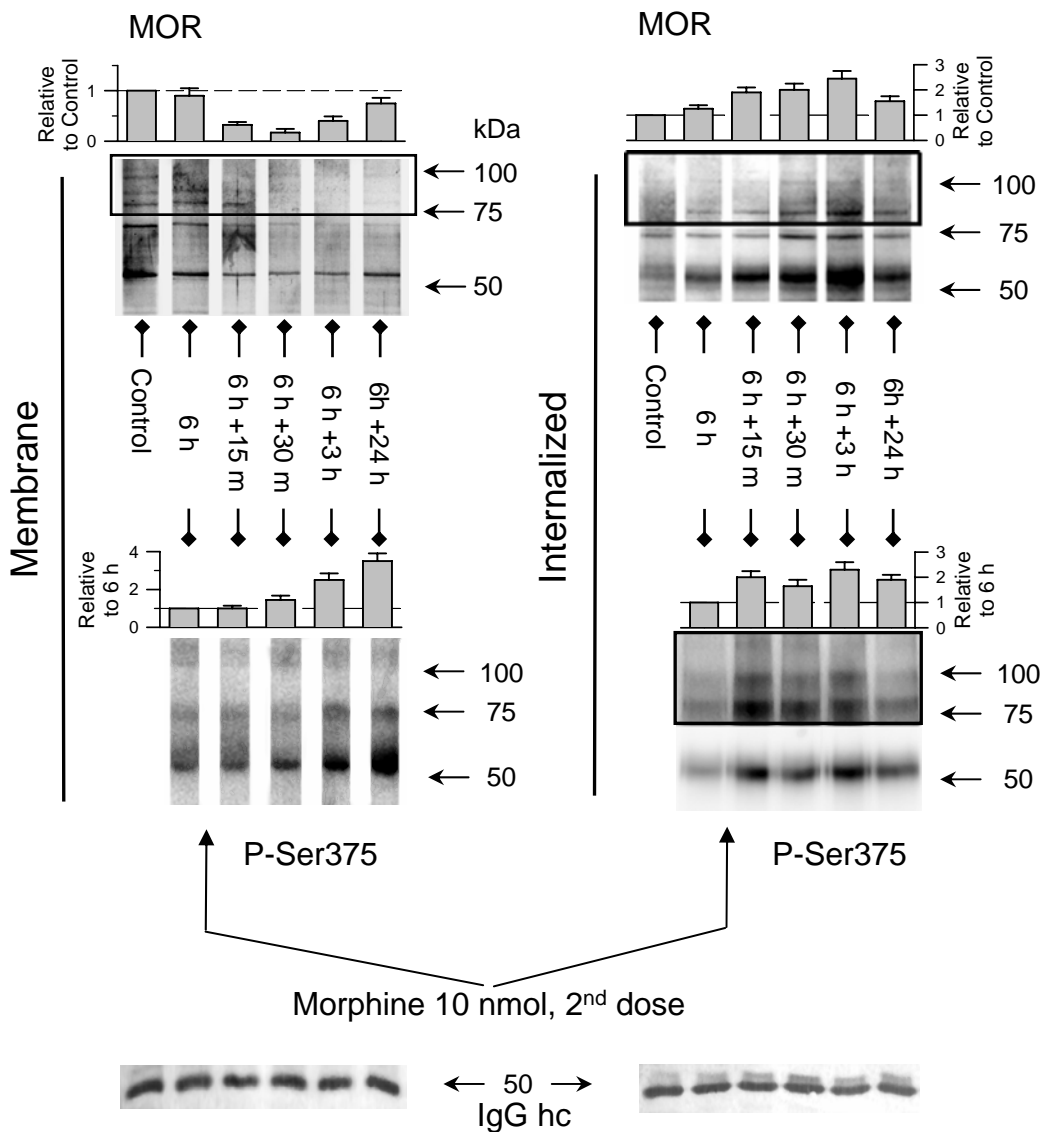 MOR
Relative
to Control
1
0
kDa
100
75
50
MOR
3
2
1
0
Relative
to Control
100
75
50
Membrane
Control
6 h
6 h +15 m
6 h +30 m
6 h +3 h
6h +24 h
Internalized
Control
6 h
6 h +15 m
6 h +30 m
6 h +3 h
6h +24 h
Relative
to 6 h
4
2
0
100
75
50
P-Ser375
3
2
1
0
Relative
to 6 h
100
75
50
P-Ser375
Morphine 10 nmol, 2nd dose
50
IgG hc